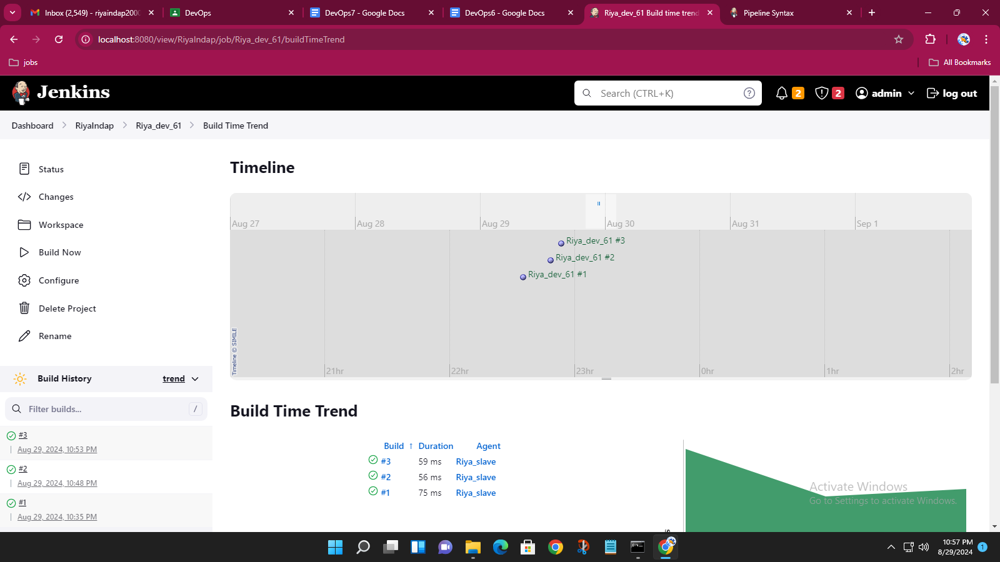 Inbox (2,549) - riyaindap200
DevOps
DevOps7 - Google Docs
DevOps6 - Google Docs
Riya_dev_61 Build time trend
Pipeline Syntax
localhost:8080/view/RiyaIndap/job/Riya_dev_61/buildTimeTrend
jobs
All Bookmarks
Jenkins
Search (CTRL+K)
?
2
2
admin
log out
Dashboard
RiyaIndap
Riya_dev_61
Build Time Trend
Status
Changes
Workspace
Build Now
Configure
Delete Project
Rename
Build History
trend
Filter builds...
/
#3
Aug 29, 2024, 10:53 PM
#2
Aug 29, 2024, 10:48 PM
#1
Aug 29, 2024, 10:35 PM
Timeline
Aug 27
Aug 28
Aug 29
Aug 30
Aug 31
Sep 1
Riya_dev_61 #3
Riya_dev_61 #2
Riya_dev_61 #1
Timeline © SIMILE
21hr
22hr
23hr
0hr
1hr
2hr
Build Time Trend
Build ↑ Duration Agent
#3 59 ms Riya_slave
#2 56 ms Riya_slave
#1 75 ms Riya_slave
Activate Windows
Go to Settings to activate Windows.
10:57 PM
8/29/2024
1